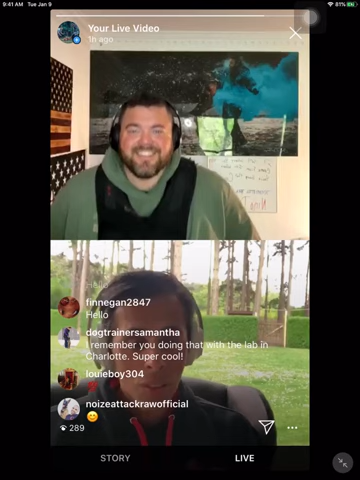 9:41 AM Tue Jan 9
81%
Your Live Video
1h ago
Hello
finnegan2847
Hello
dogtrainersamantha
I remember you doing that with the lab in
Charlotte. Super cool!
louieboy304
noizeattackrawofficial
289
STORY
LIVE